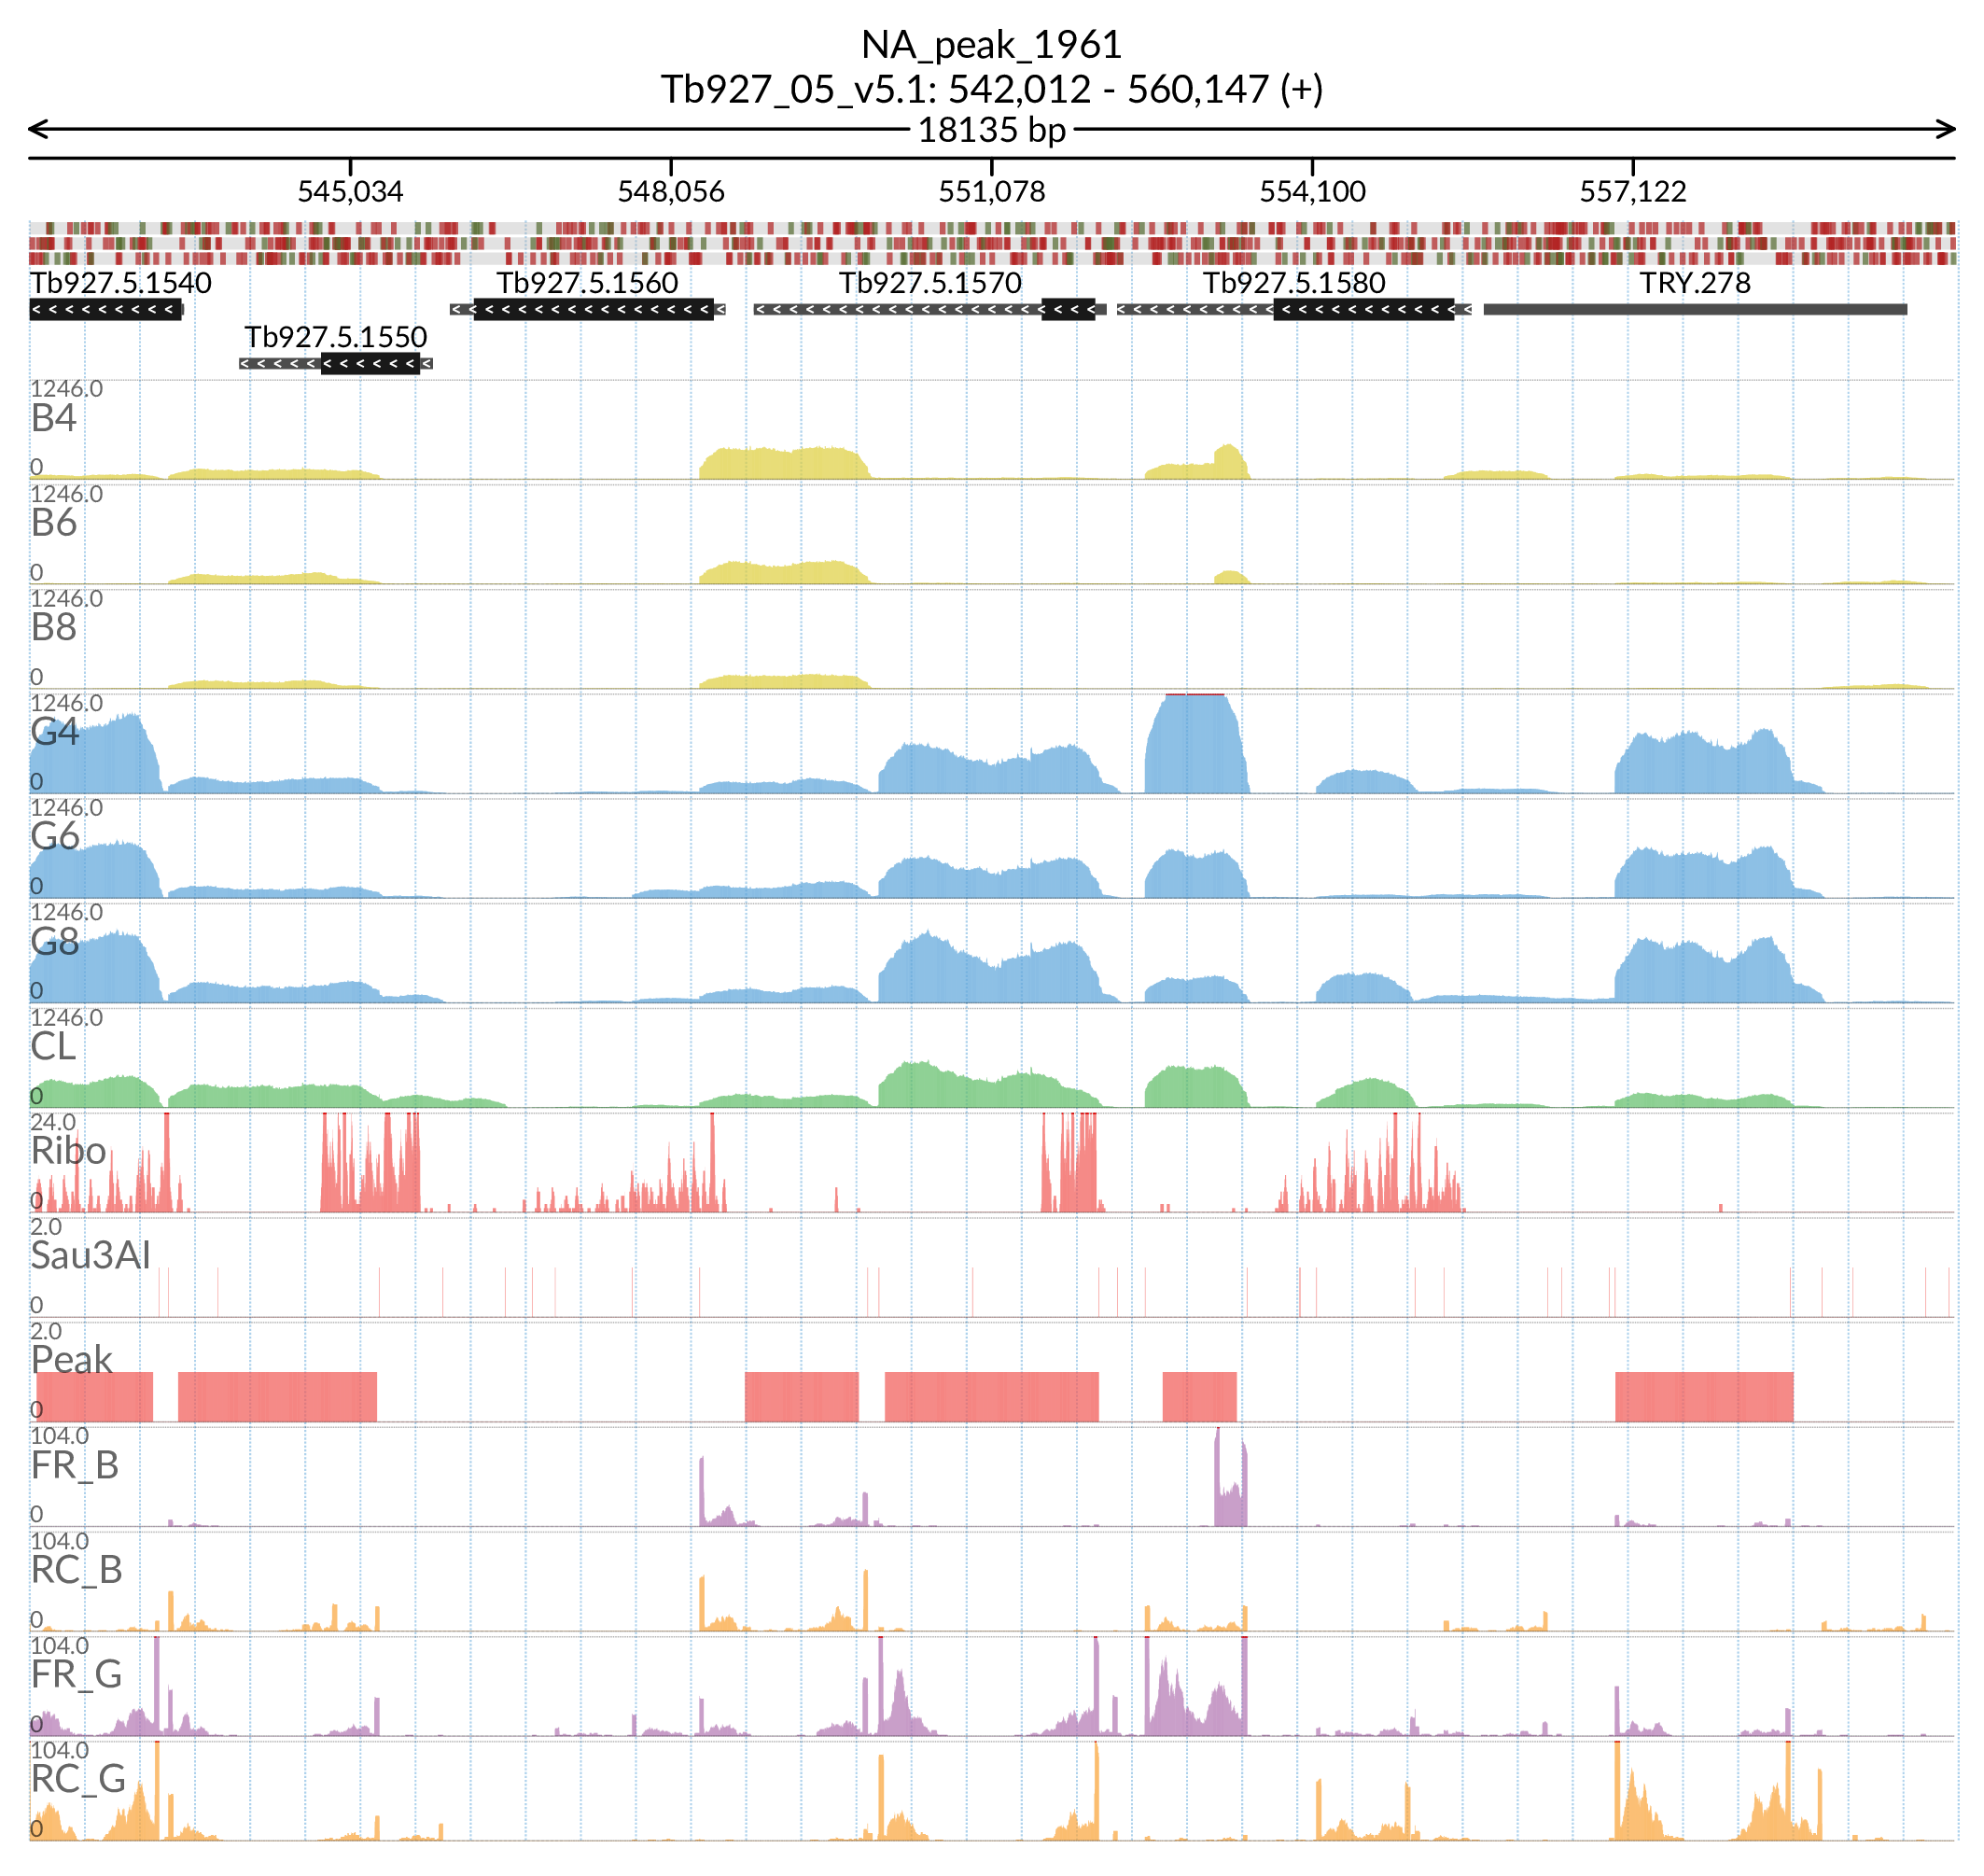 NA_peak_1961
Tb927_05_v5.1: 542,012 - 560,147 (+)
18135 bp
545,034 548,056 551,078 554,100 557,122
Tb927.5.1540 Tb927.5.1560 Tb927.5.1570 Tb927.5.1580 TRY.278
Tb927.5.1550
1246.0
B4
0
1246.0
B6
0
1246.0
B8
0
1246.0
G4
0
1246.0
G6
0
1246.0
G8
0
1246.0
CL
0
24.0
Ribo
0
2.0
Sau3AI
0
2.0
Peak
0
104.0
FR_B
0
104.0
RC_B
0
104.0
FR_G
0
104.0
RC_G
0